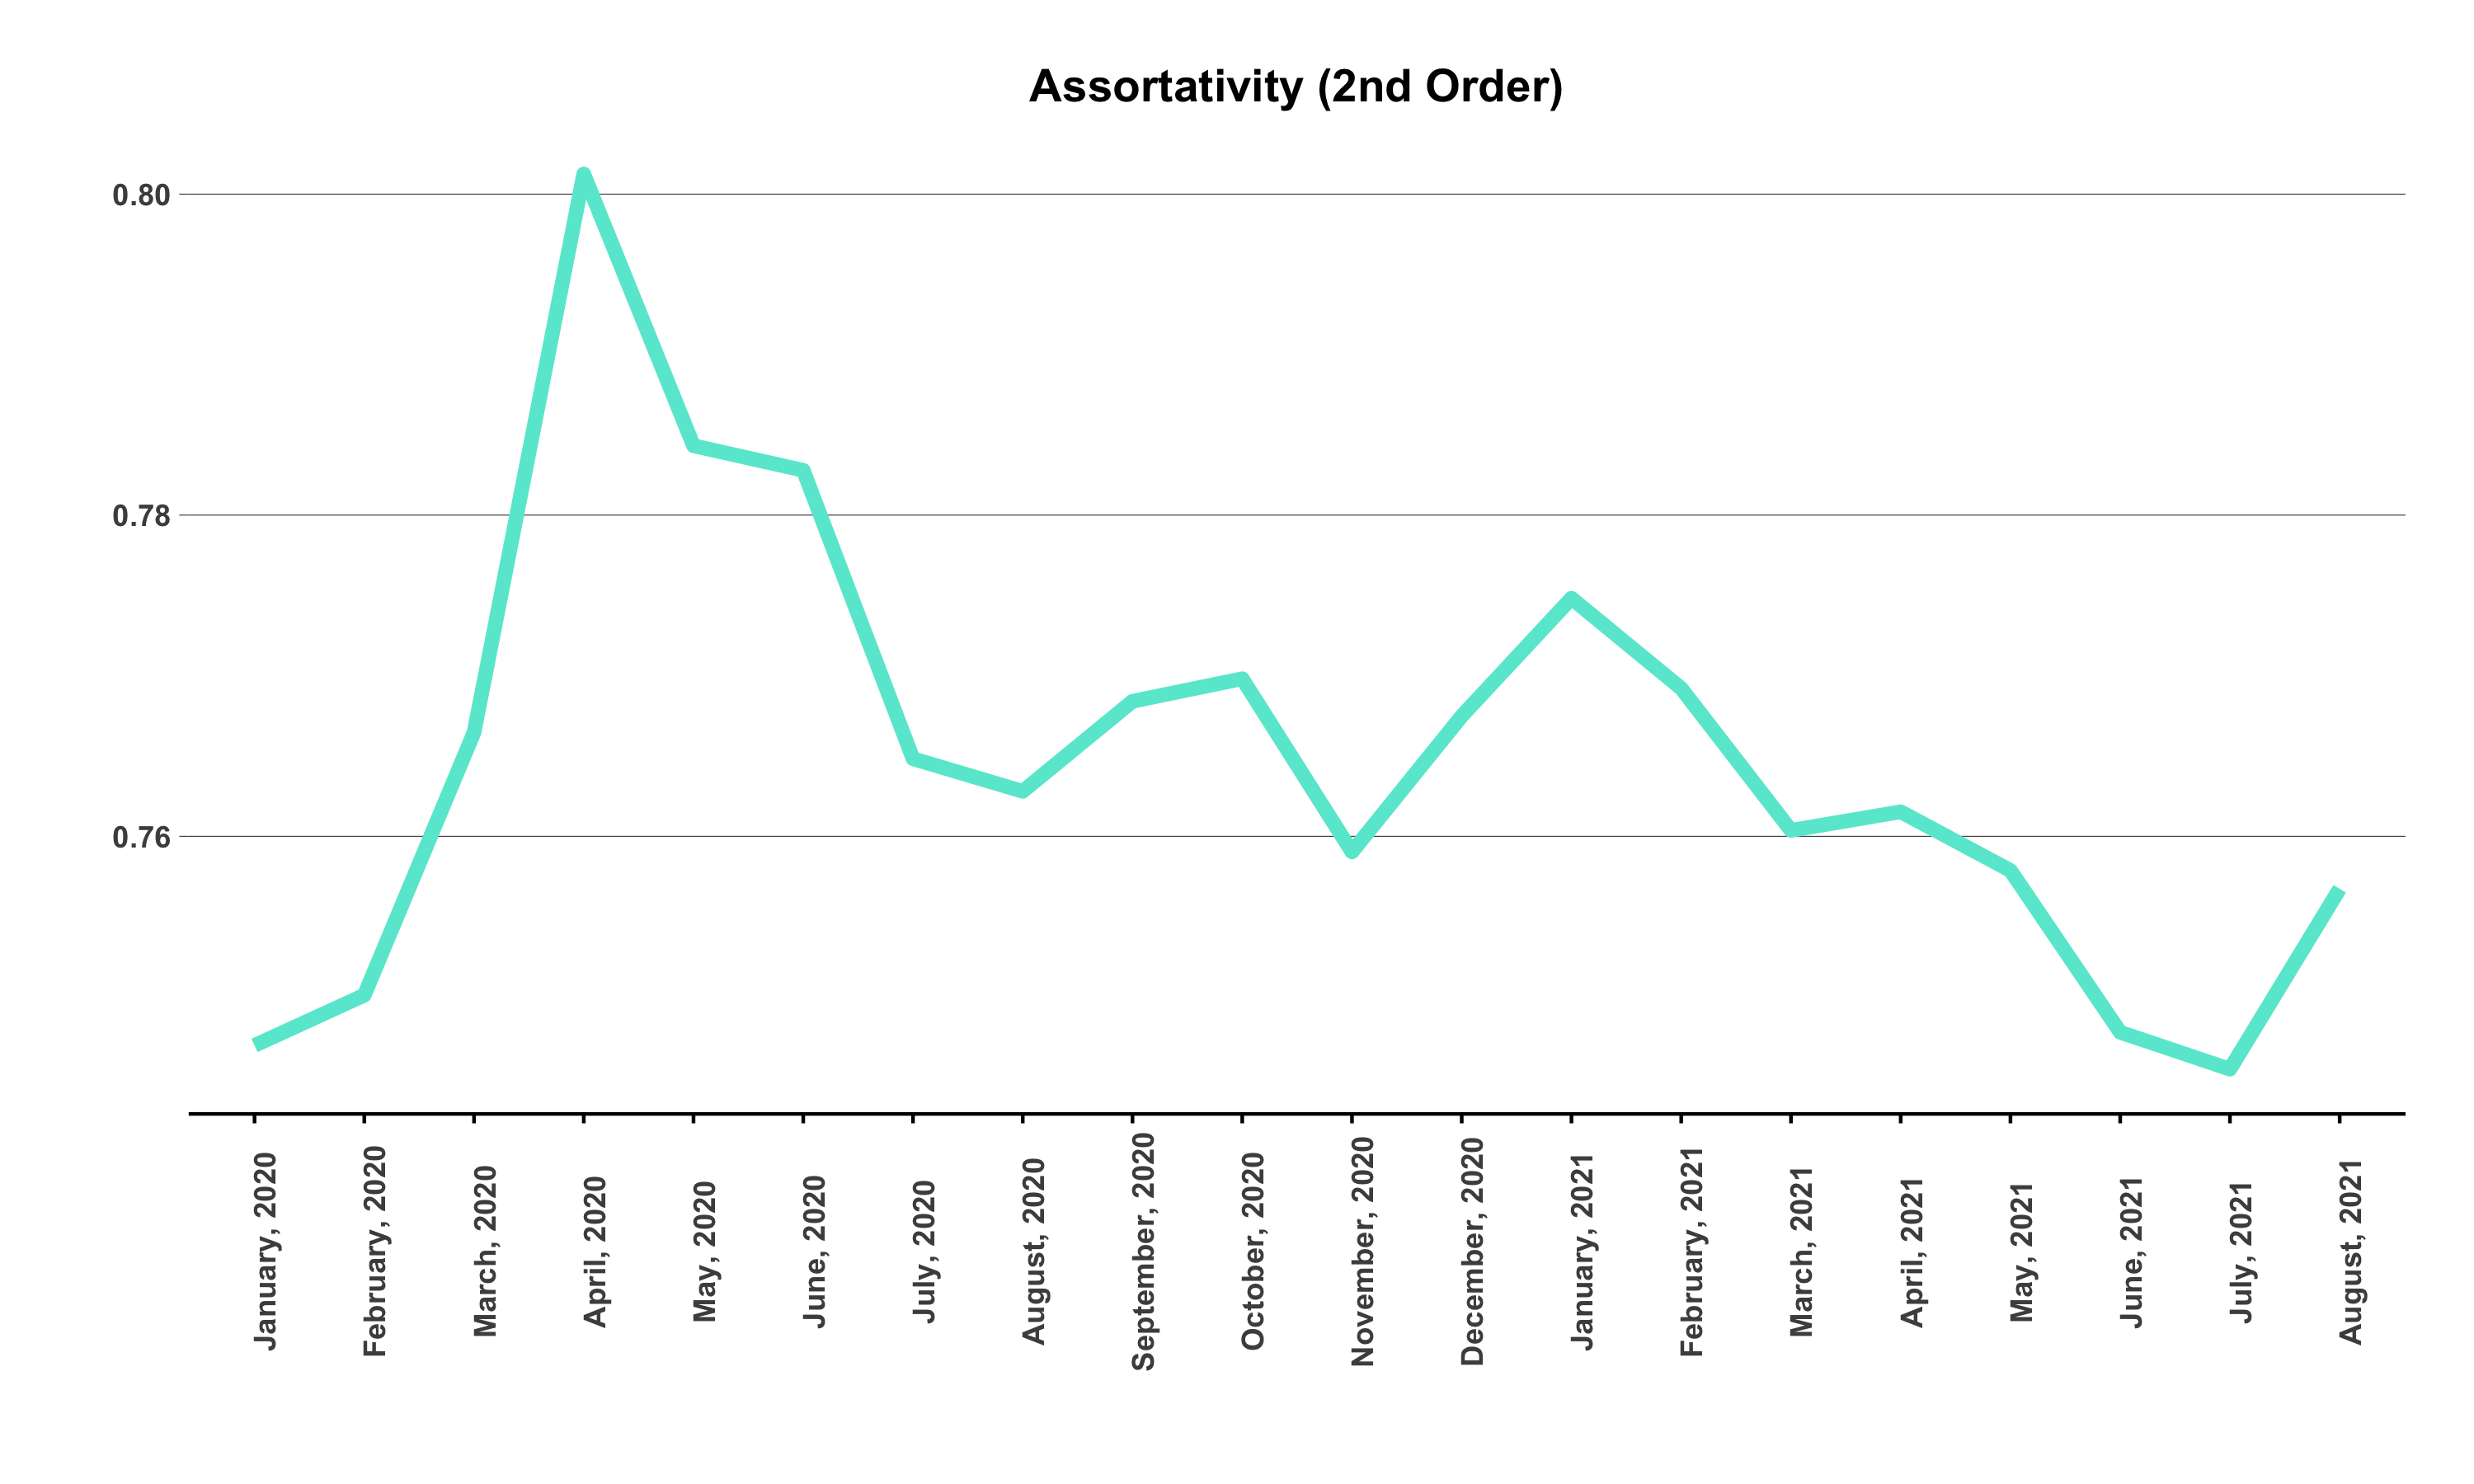 Assortativity (2nd Order)
0.80
0.78
0.76
January, 2020
February, 2020
March, 2020
April, 2020
May, 2020
June, 2020
July, 2020
August, 2020
September, 2020
October, 2020
November, 2020
December, 2020
January, 2021
February, 2021
March, 2021
April, 2021
May, 2021
June, 2021
July, 2021
August, 2021